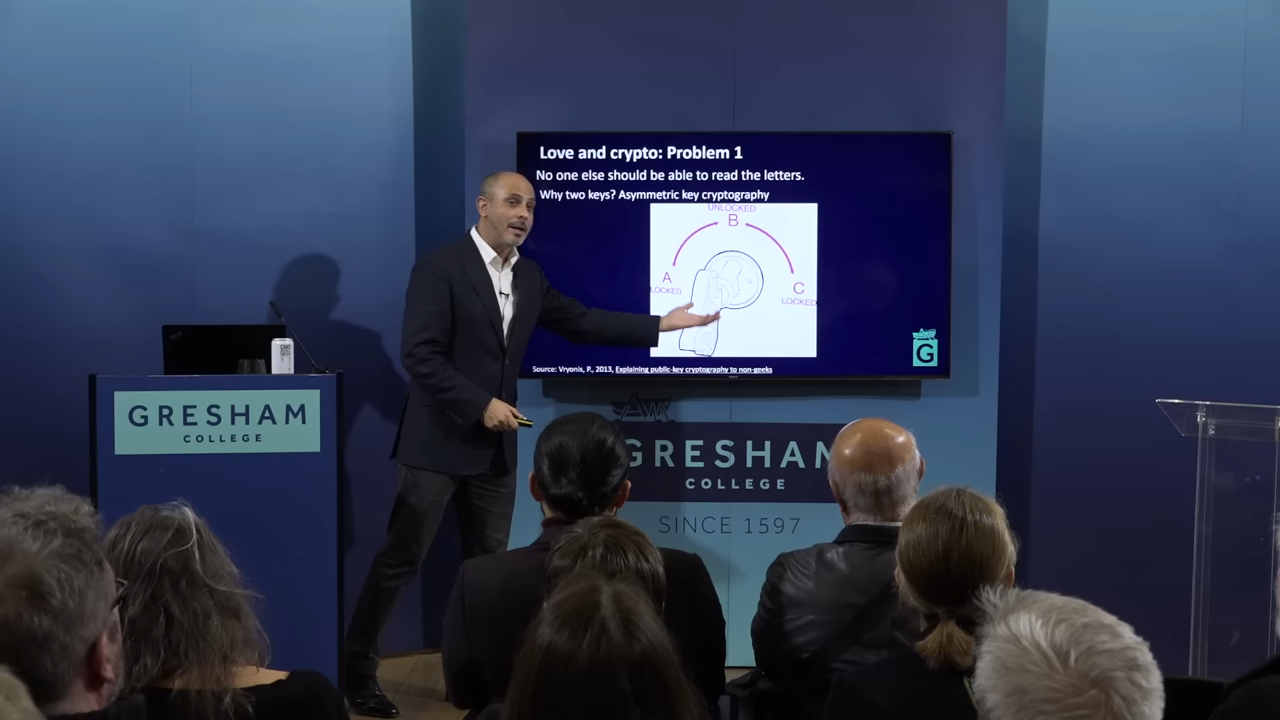 Love and crypto: Problem 1
No one else should be able to read the letters.
Why two keys? Asymmetric key cryptography
UNLOCKED
B
A
LOCKED
C
LOCKED
G
Source: Vryonis, P., 2013, Explaining public-key cryptography to non-geeks
GRESHAM
COLLEGE
GRESHAM
COLLEGE
SINCE 1597